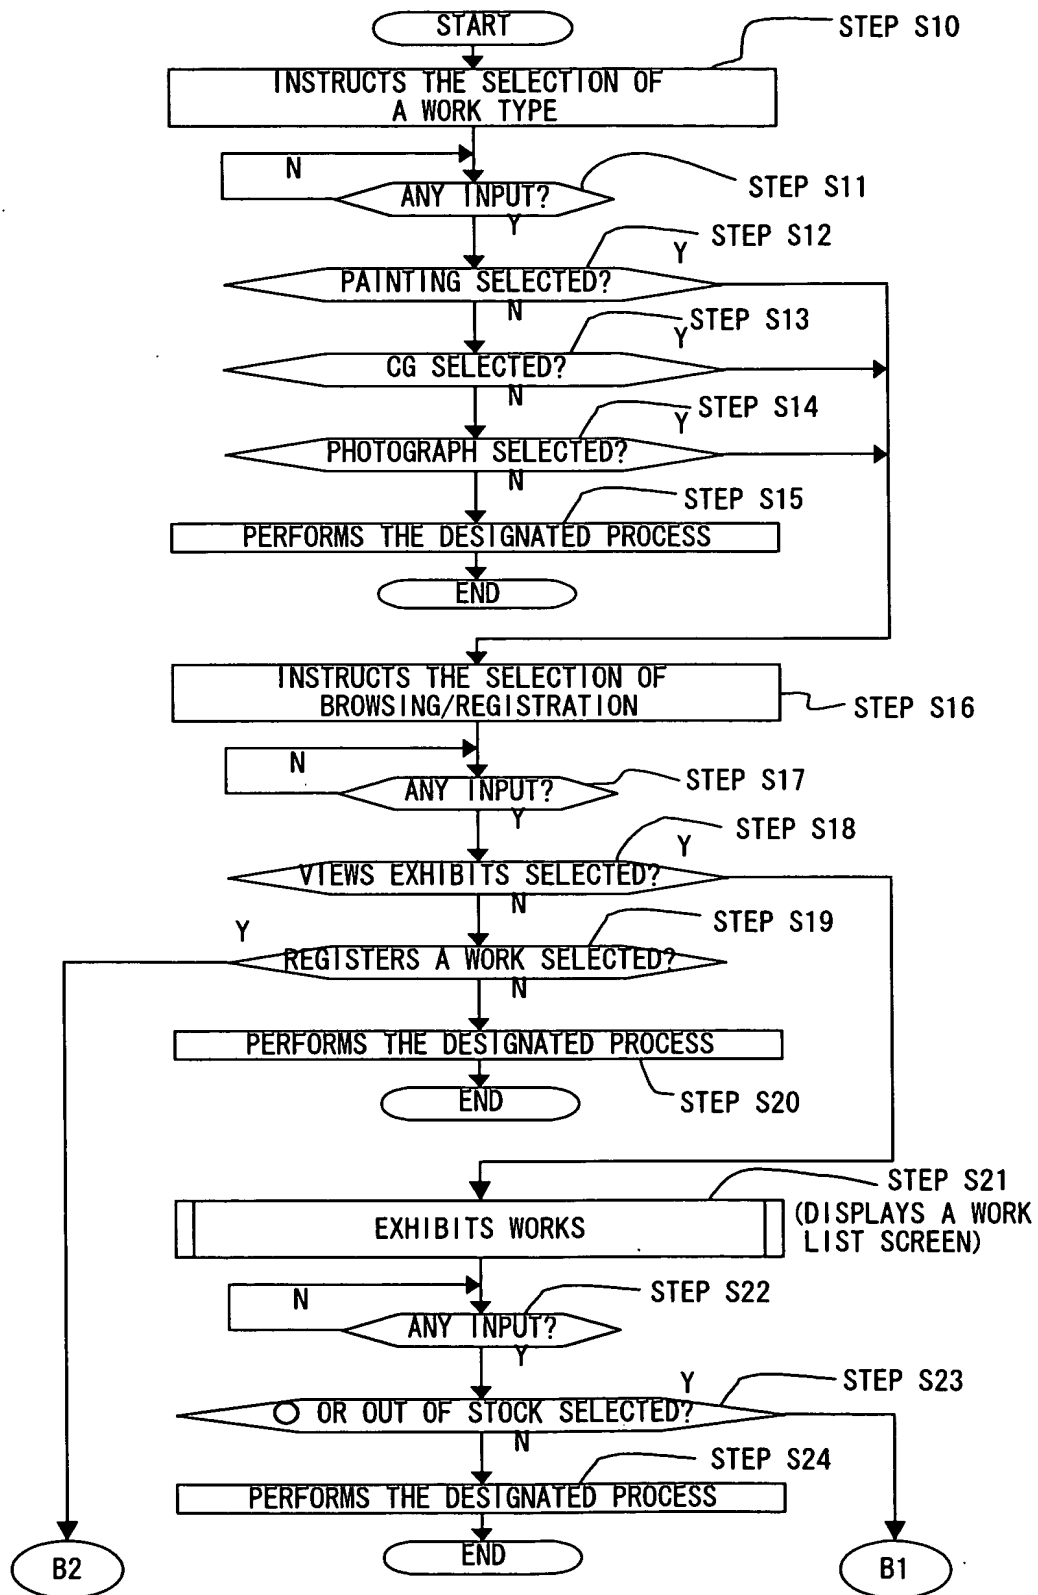 START
STEP S10
INSTRUCTS THE SELECTION OF
A WORK TYPE
N
ANY INPUT?
STEP S11
Y
STEP S12
Y
PAINTING SELECTED?
N
STEP S13
Y
CG SELECTED?
N
STEP S14
Y
PHOTOGRAPH SELECTED?
N
STEP S15
PERFORMS THE DESIGNATED PROCESS
END
INSTRUCTS THE SELECTION OF
BROWSING/REGISTRATION
STEP S16
N
ANY INPUT?
STEP S17
Y
STEP S18
Y
VIEWS EXHIBITS SELECTED?
N
STEP S19
Y
REGISTERS A WORK SELECTED?
N
PERFORMS THE DESIGNATED PROCESS
END
STEP S20
STEP S21
(DISPLAYS A WORK
LIST SCREEN)
EXHIBITS WORKS
N
ANY INPUT?
STEP S22
Y
Y
STEP S23
○ OR OUT OF STOCK SELECTED?
N
STEP S24
PERFORMS THE DESIGNATED PROCESS
END
B2
B1